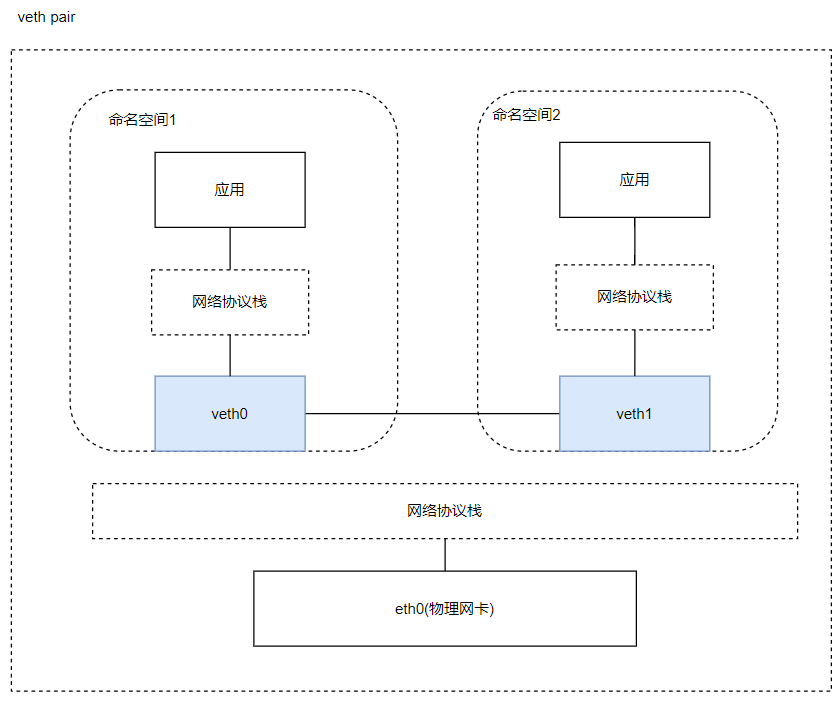 veth pair
命名空间1
命名空间2
应用
应用
网络协议栈
网络协议栈
veth0
veth1
网络协议栈
eth0(物理网卡)